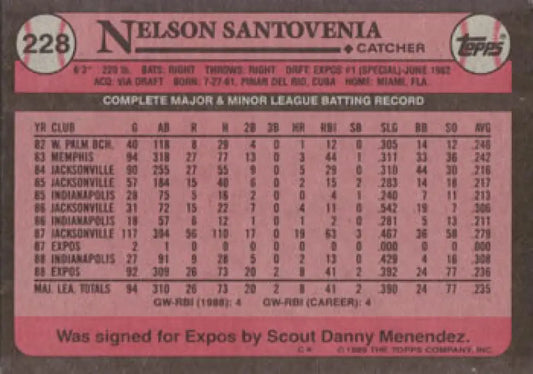 228
NELSON SANTOVENIA
CATCHER
topps
6'3" 220 lb. BATS: RIGHT THROWS: RIGHT DRAFT: EXPOS #1 (SPECIAL)-JUNE 1982
ACQ: VIA DRAFT BORN: 7-27-61, PINAR DEL RIO, CUBA HOME: MIAMI, FLA.
COMPLETE MAJOR & MINOR LEAGUE BATTING RECORD
YR CLUB G AB R H 2B 3B HR RBI SB SLG BB SO AVG
82 W. PALM BCH. 40 118 8 29 4 0 1 12 0 .305 14 12 .246
83 MEMPHIS 94 318 27 77 13 0 3 44 1 .311 33 36 .242
84 JACKSONVILLE 90 255 27 55 9 0 5 29 0 .310 44 30 .216
85 JACKSONVILLE 57 184 15 40 6 0 2 15 2 .283 14 18 .217
85 INDIANAPOLIS 28 75 5 16 2 0 0 4 1 .240 7 11 .213
86 JACKSONVILLE 31 72 15 22 7 0 4 11 0 .542 19 7 .306
86 INDIANAPOLIS 18 57 6 12 1 0 1 2 0 .281 5 13 .211
87 JACKSONVILLE 117 394 56 110 17 0 19 63 3 .467 36 58 .279
87 EXPOS 2 1 0 0 0 0 0 0 0 .000 0 0 .000
88 INDIANAPOLIS 27 91 9 28 5 0 2 13 0 .429 4 16 .308
88 EXPOS 92 309 26 73 20 2 8 41 2 .392 24 77 .236
MAJ. LEA. TOTALS 94 310 26 73 20 2 8 41 2 .390 24 77 .235
GW-RBI (1988): 4 GW-RBI (CAREER): 4
Was signed for Expos by Scout Danny Menendez.
C* © 1989 THE TOPPS COMPANY, INC.